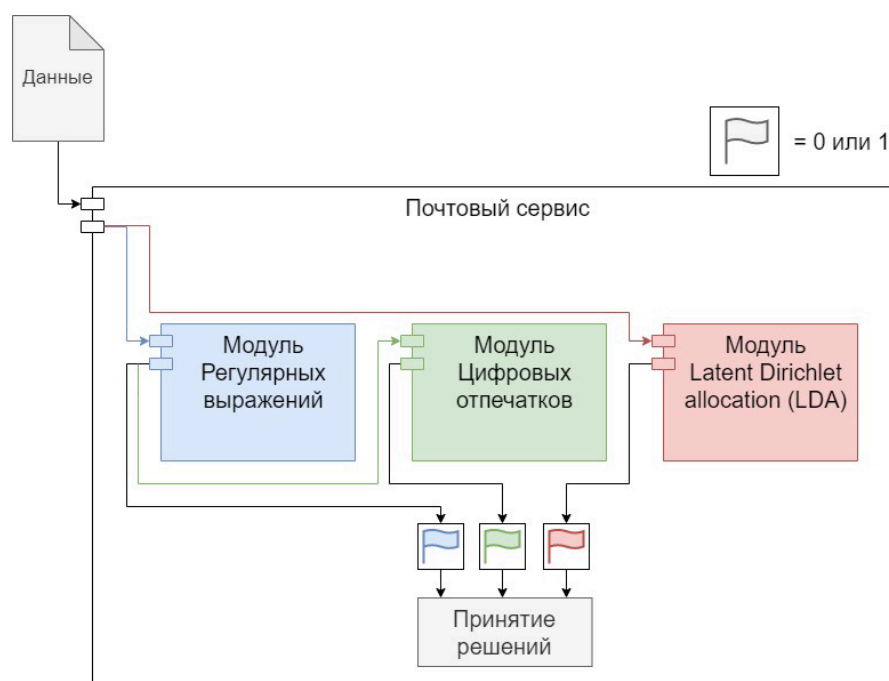 Данные
= 0 или 1
Почтовый сервис
Модуль
Регулярных
выражений
Модуль
Цифровых
отпечатков
Модуль
Latent Dirichlet
allocation (LDA)
Принятие
решений